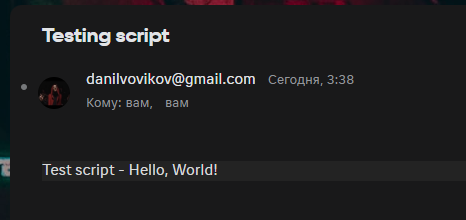 Testing script
danilvovikov@gmail.com Сегодня, 3:38
Кому: вам, вам
Test script - Hello, World!